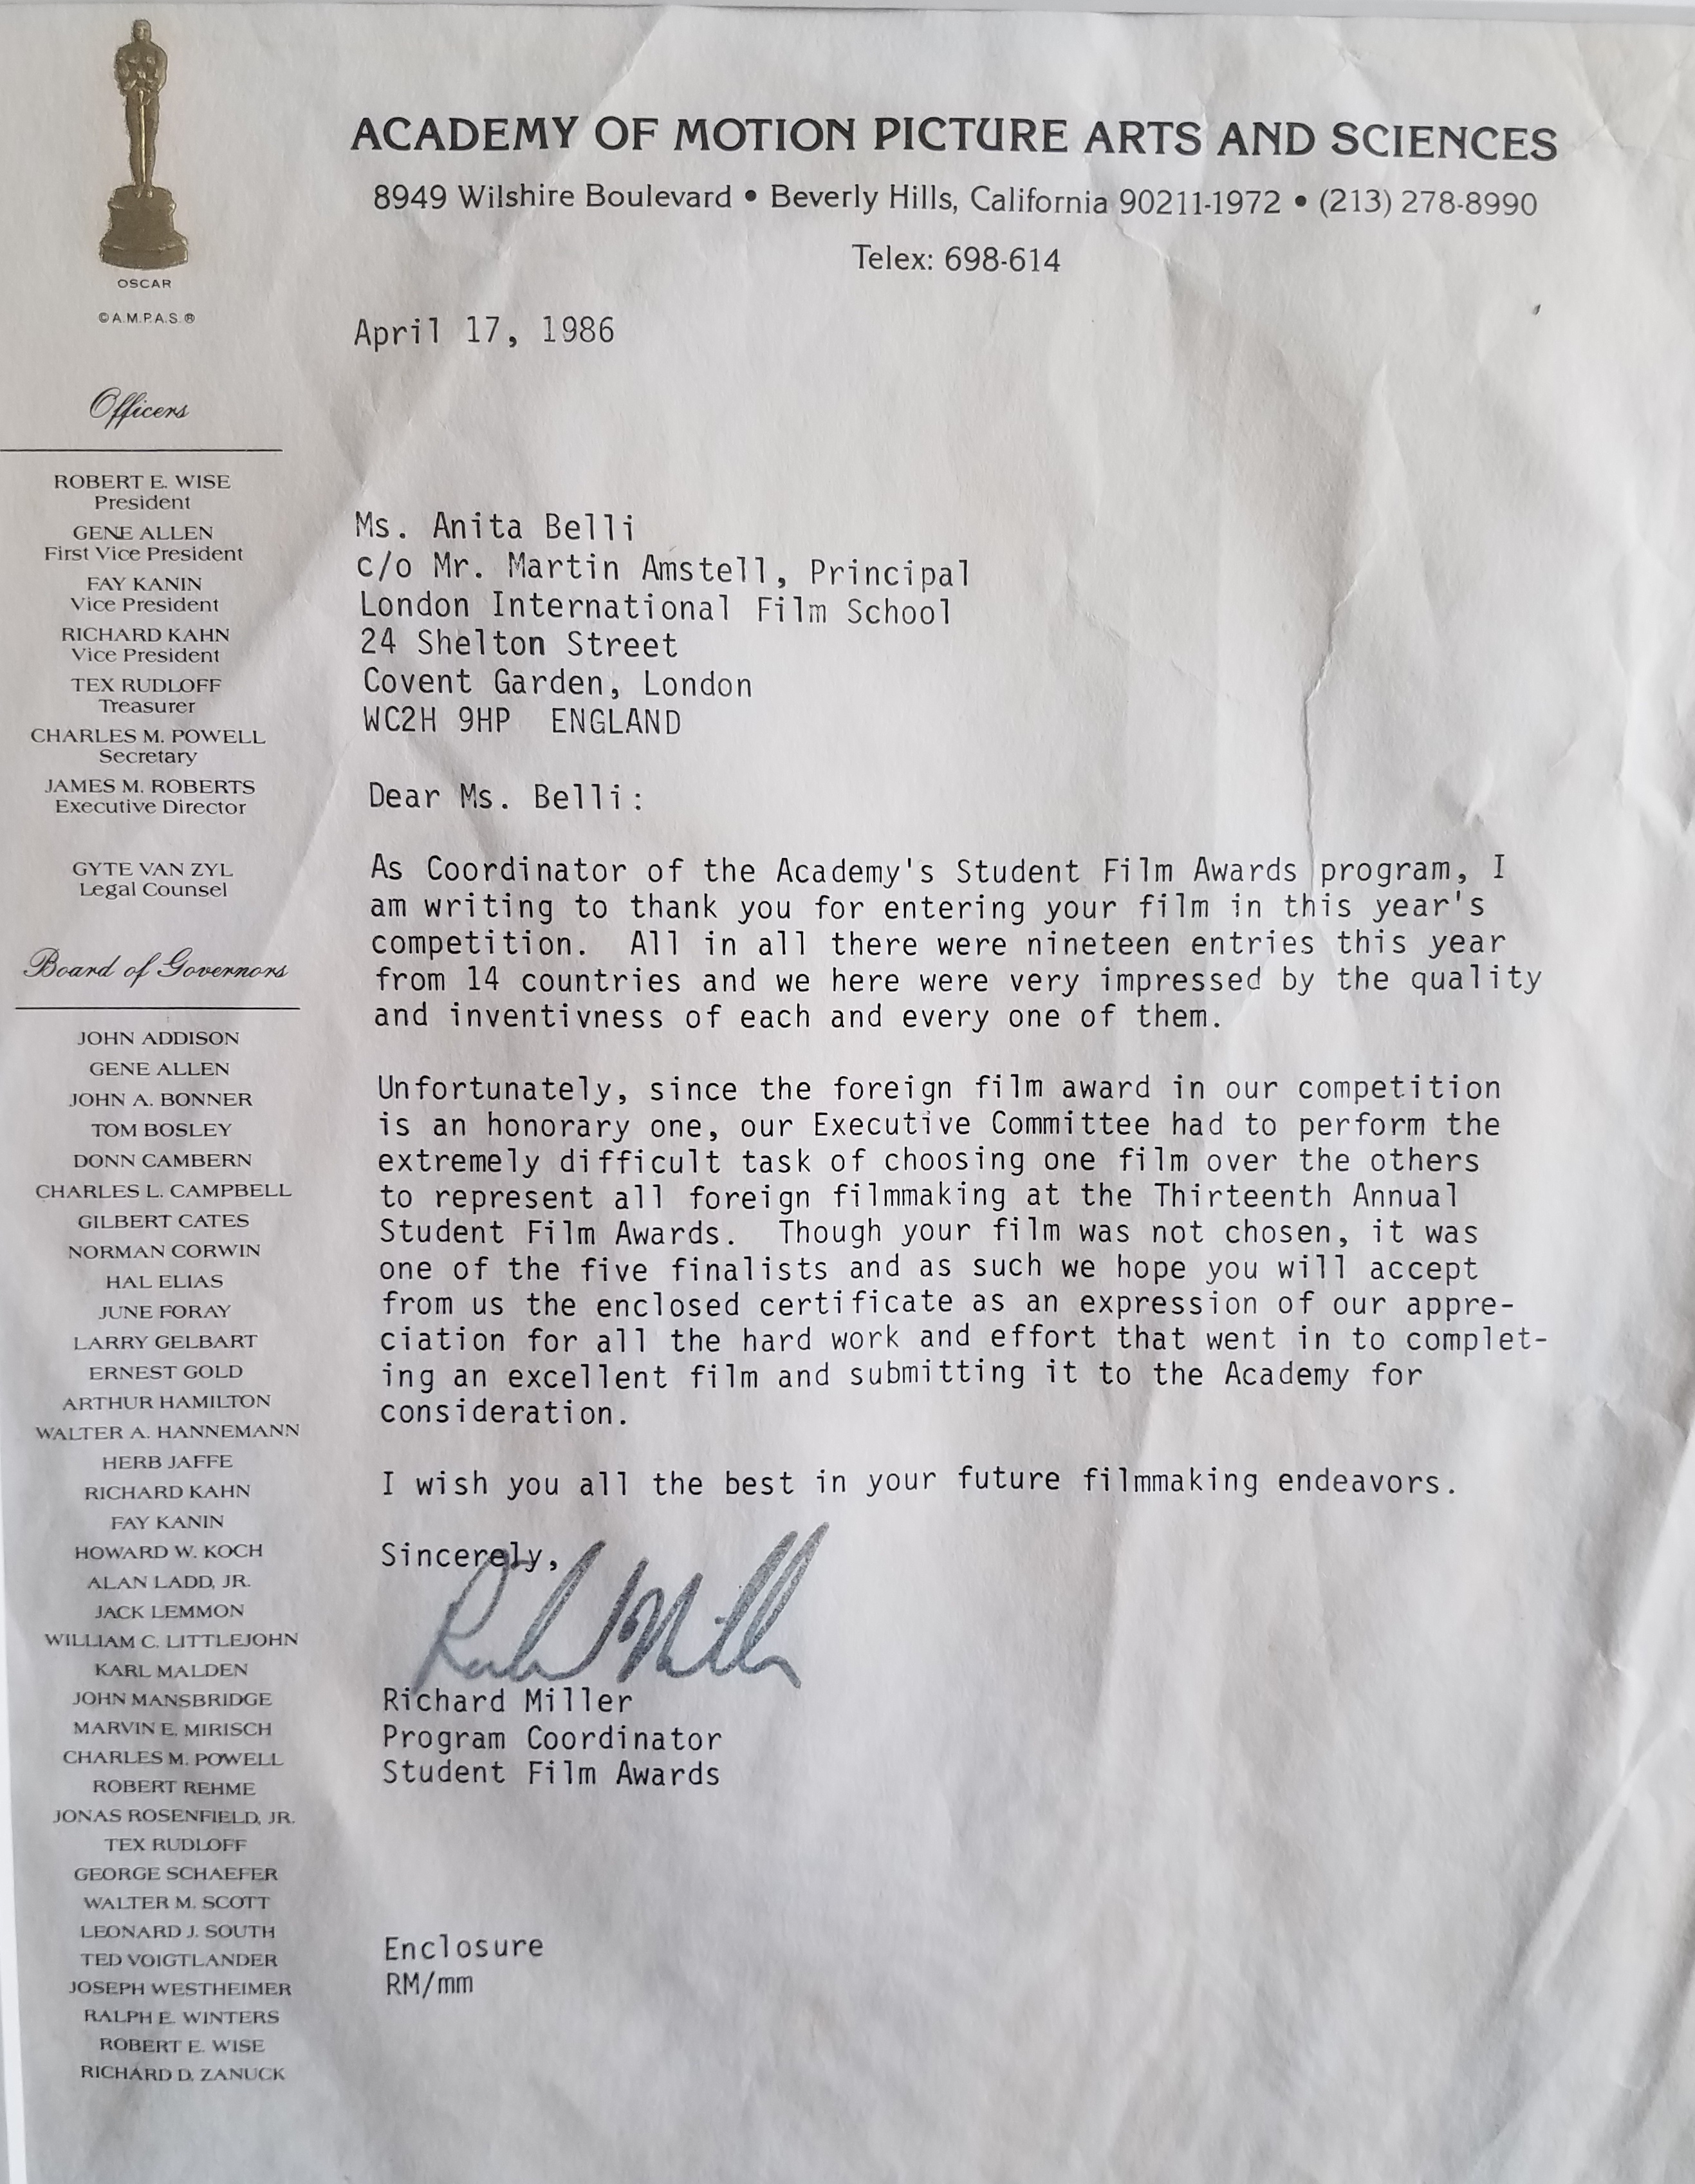 OSCAR
© A.M.P.A.S. ®
ACADEMY OF MOTION PICTURE ARTS AND SCIENCES
8949 Wilshire Boulevard • Beverly Hills, California 90211-1972 • (213) 278-8990
Telex: 698-614
Officers
ROBERT E. WISE
President
GENE ALLEN
First Vice President
FAY KANIN
Vice President
RICHARD KAHN
Vice President
TEX RUDLOFF
Treasurer
CHARLES M. POWELL
Secretary
JAMES M. ROBERTS
Executive Director
GYTE VAN ZYL
Legal Counsel
Board of Governors
JOHN ADDISON
GENE ALLEN
JOHN A. BONNER
TOM BOSLEY
DONN CAMBERN
CHARLES L. CAMPBELL
GILBERT CATES
NORMAN CORWIN
HAL ELIAS
JUNE FORAY
LARRY GELBART
ERNEST GOLD
ARTHUR HAMILTON
WALTER A. HANNEMANN
HERB JAFFE
RICHARD KAHN
FAY KANIN
HOWARD W. KOCH
ALAN LADD, JR.
JACK LEMMON
WILLIAM C. LITTLEJOHN
KARL MALDEN
JOHN MANSBRIDGE
MARVIN E. MIRISCH
CHARLES M. POWELL
ROBERT REHME
JONAS ROSENFIELD, JR.
TEX RUDLOFF
GEORGE SCHAEFER
WALTER M. SCOTT
LEONARD J. SOUTH
TED VOIGTLANDER
JOSEPH WESTHEIMER
RALPH E. WINTERS
ROBERT E. WISE
RICHARD D. ZANUCK
April 17, 1986
Ms. Anita Belli
c/o Mr. Martin Amstell, Principal
London International Film School
24 Shelton Street
Covent Garden, London
WC2H 9HP ENGLAND
Dear Ms. Belli:
As Coordinator of the Academy's Student Film Awards program, I
am writing to thank you for entering your film in this year's
competition. All in all there were nineteen entries this year
from 14 countries and we here were very impressed by the quality
and inventivness of each and every one of them.
Unfortunately, since the foreign film award in our competition
is an honorary one, our Executive Committee had to perform the
extremely difficult task of choosing one film over the others
to represent all foreign filmmaking at the Thirteenth Annual
Student Film Awards. Though your film was not chosen, it was
one of the five finalists and as such we hope you will accept
from us the enclosed certificate as an expression of our appre-
ciation for all the hard work and effort that went in to complet-
ing an excellent film and submitting it to the Academy for
consideration.
I wish you all the best in your future filmmaking endeavors.
Sincerely,
Richard Miller
Richard Miller
Program Coordinator
Student Film Awards
Enclosure
RM/mm